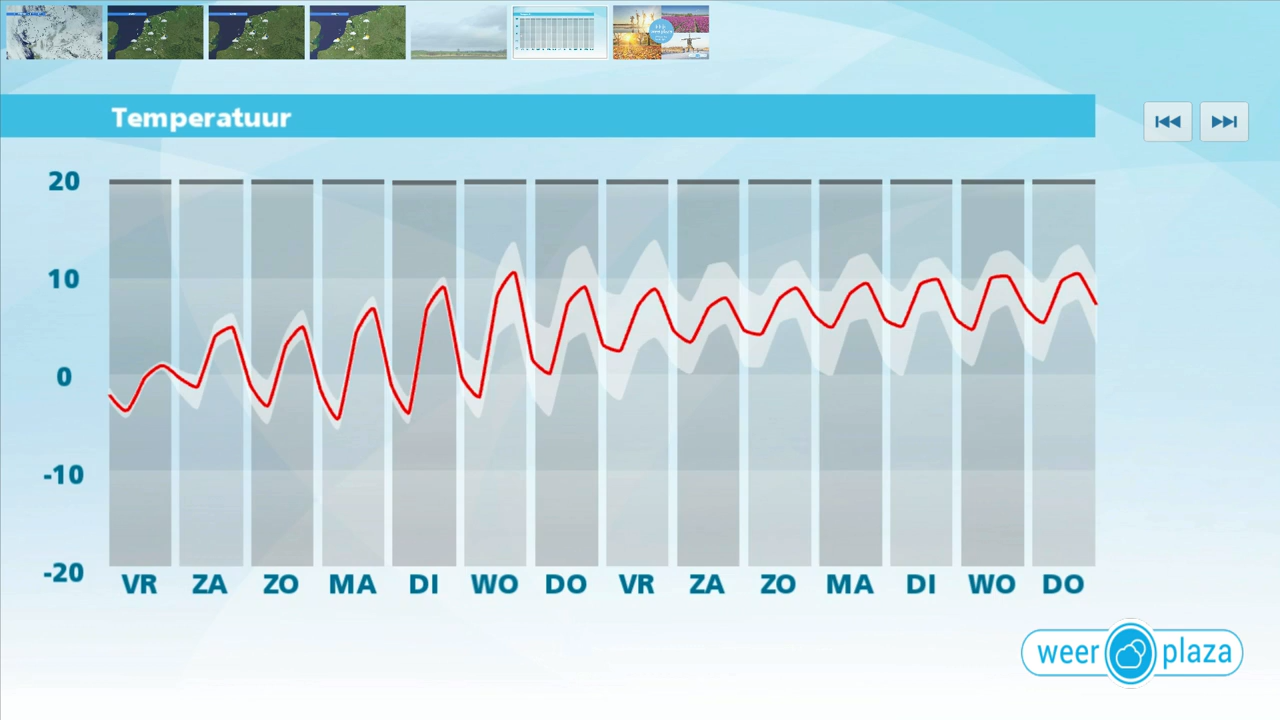 Temperatuur
20
10
0
-10
-20
VR ZA ZO MA DI WO DO VR ZA ZO MA DI WO DO
weer plaza